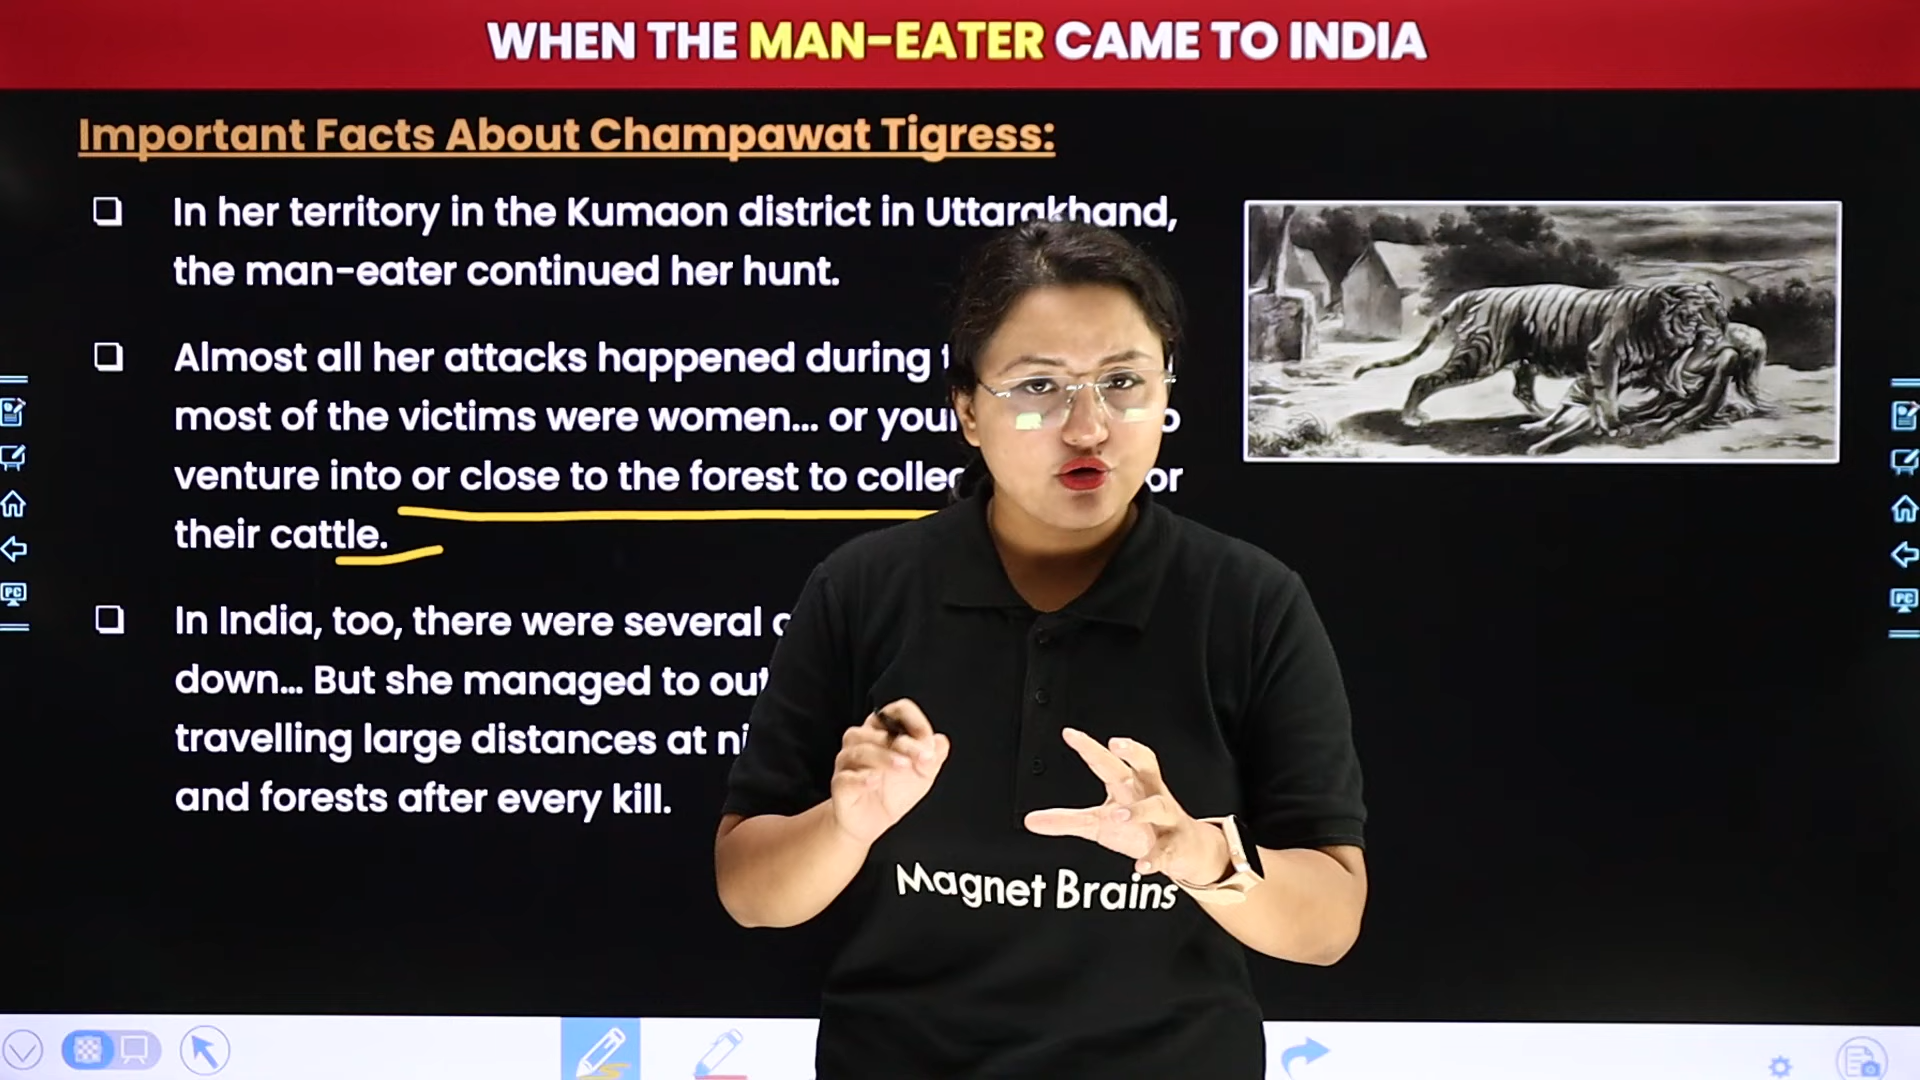 WHEN THE MAN-EATER CAME TO INDIA
Important Facts About Champawat Tigress:
In her territory in the Kumaon district in Uttarakhand,
the man-eater continued her hunt.
Almost all her attacks happened during
most of the victims were women... or
venture into or close to the forest to or
their cattle.
In India, too, there were several
down... But she managed to
travelling large distances at
and forests after every kill.
Magnet Brains
PC
PC